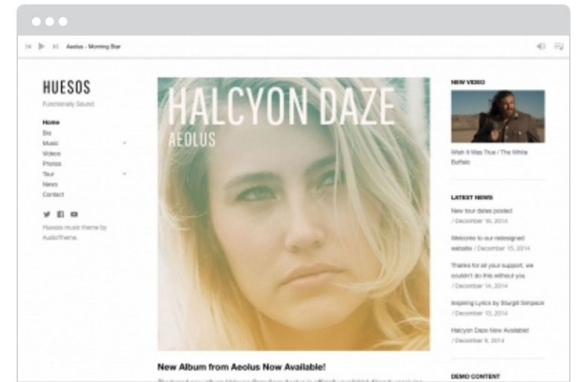 Aeolus - Morning Star
HUESOS
Functionally Sound
Home
Bio
Music
Videos
Photos
Tour
News
Contact
Huesos music theme by
AudioTheme.
HALCYON DAZE
AEOLUS
New Album from Aeolus Now Available!
NEW VIDEO
Wish It Was True / The White
Buffalo
LATEST NEWS
New tour dates posted
/ December 16, 2014
Welcome to our redesigned
website / December 15, 2014
Thanks for all your support, we
couldn't do this without you.
/ December 14, 2014
Inspiring Lyrics by Sturgill Simpson
/ December 13, 2014
Halcyon Daze Now Available!
/ December 9, 2014
DEMO CONTENT